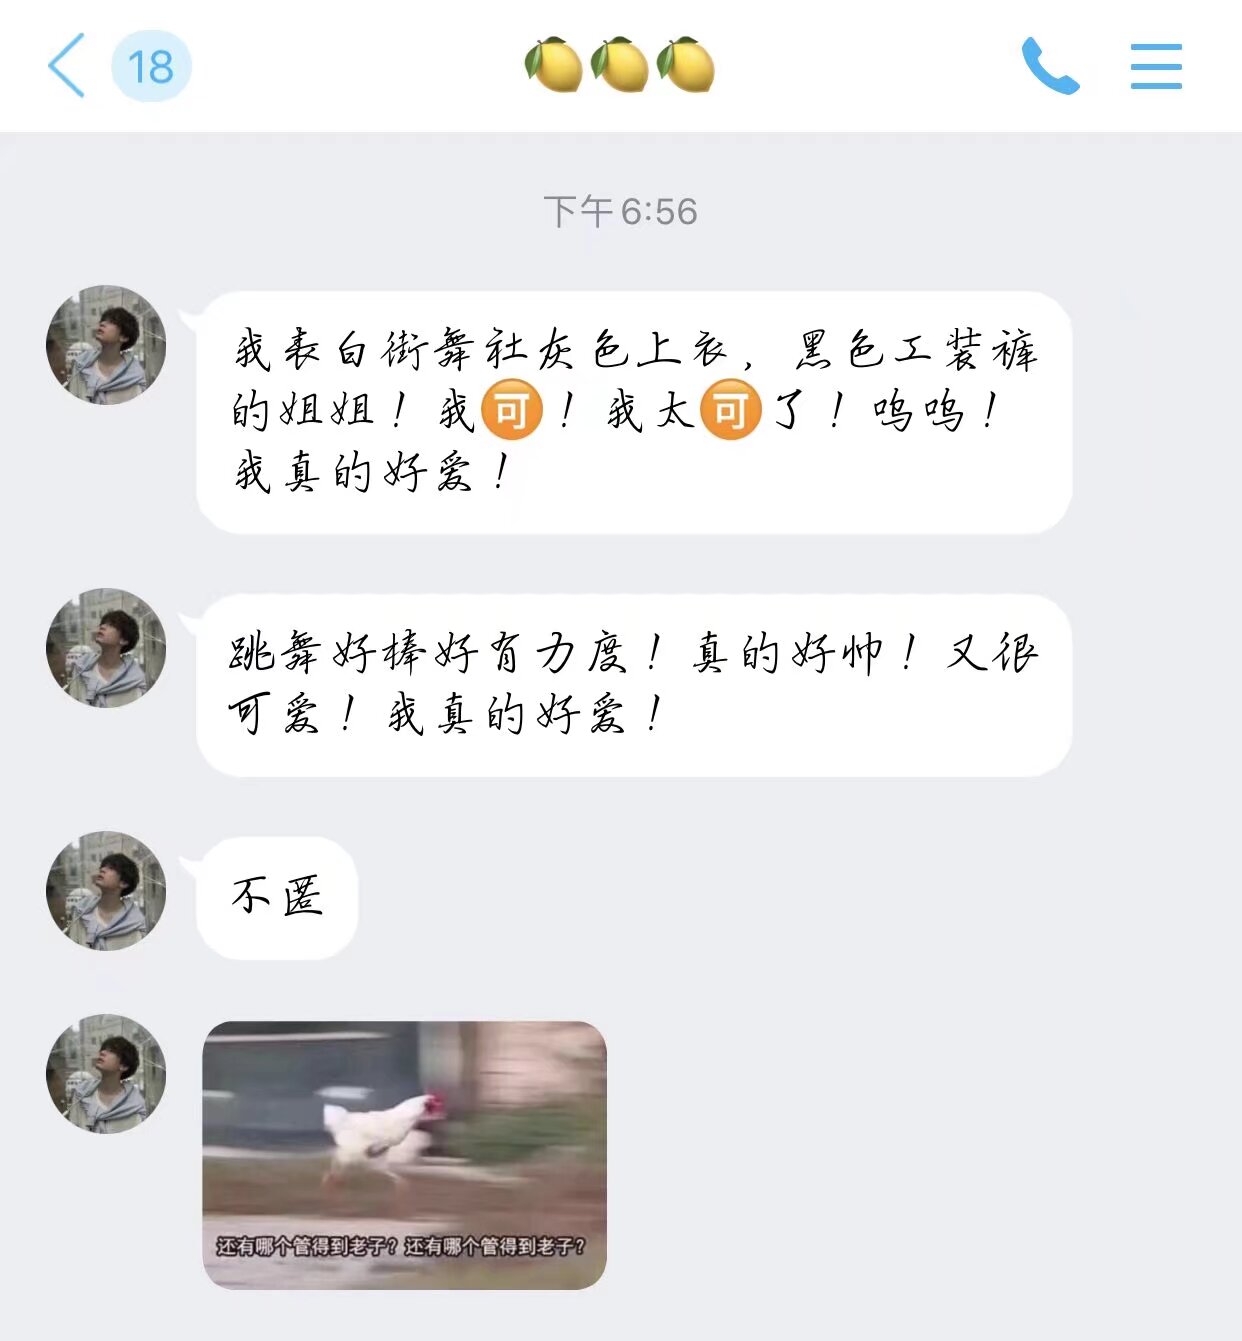 18
🍋🍋🍋
下午6:56
我表白街舞社灰色上衣，黑色工装裤
的姐姐！我🉑！我太🉑了！呜呜！
我真的好爱！
跳舞好棒好有力度！真的好帅！又很
可爱！我真的好爱！
不匿
还有哪个管得到老子？还有哪个管得到老子？